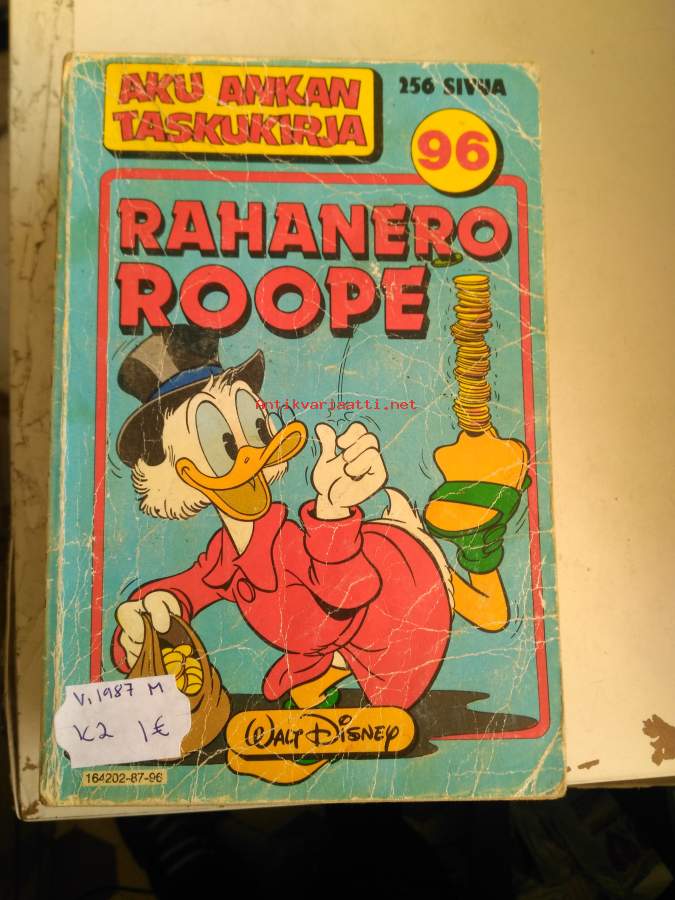 AKU ANKAN
TASKUKIRJA
256 SIVUA
96
RAHANERO
ROOPE
Antikvariaatti.net
V. 1987 M
K2 1€
WALT DISNEY
164202-87-96